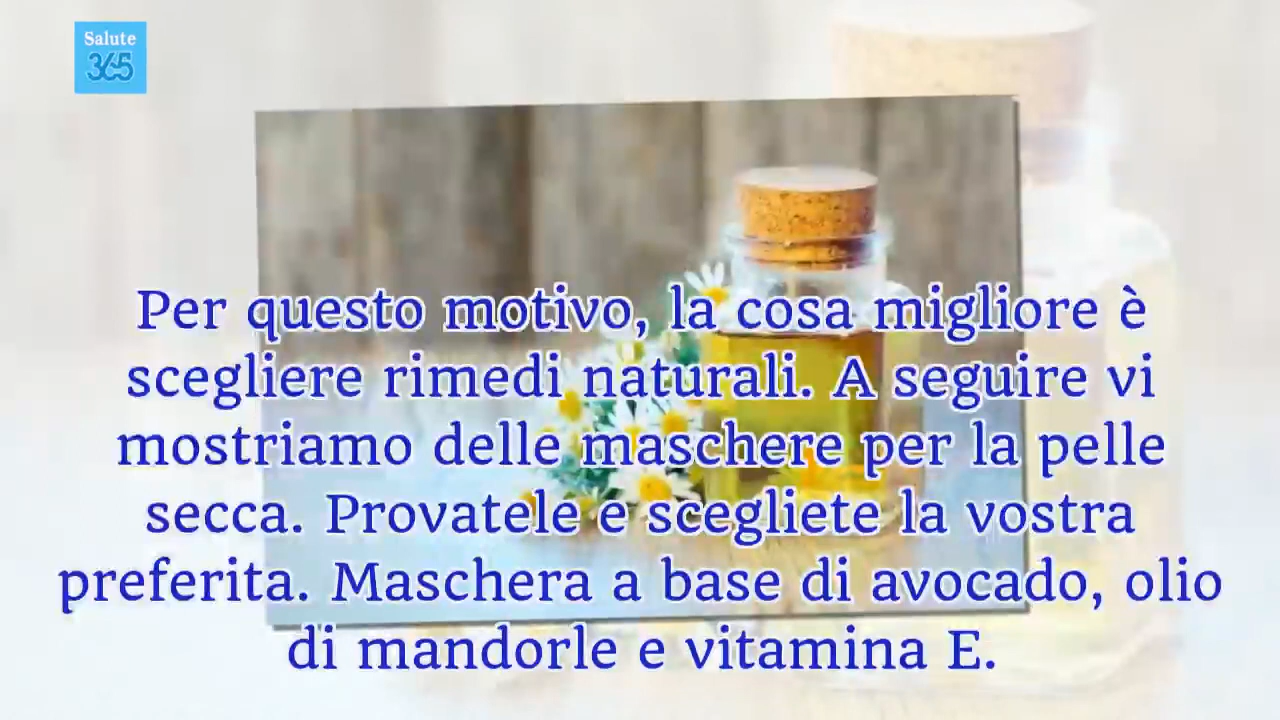 Salute
365
Per questo motivo, la cosa migliore è
scegliere rimedi naturali. A seguire vi
mostriamo delle maschere per la pelle
secca. Provatele e scegliete la vostra
preferita. Maschera a base di avocado, olio
di mandorle e vitamina E.